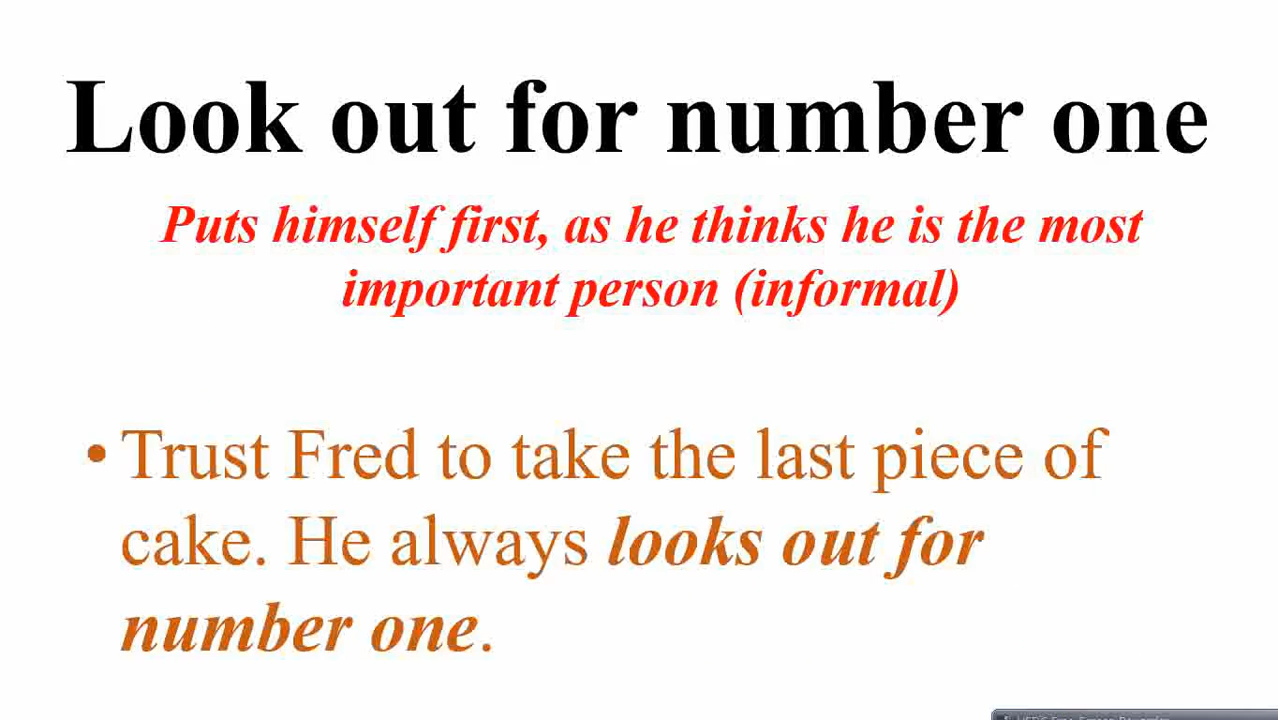 Look out for number one
Puts himself first, as he thinks he is the most
important person (informal)
• Trust Fred to take the last piece of
cake. He always looks out for
number one.